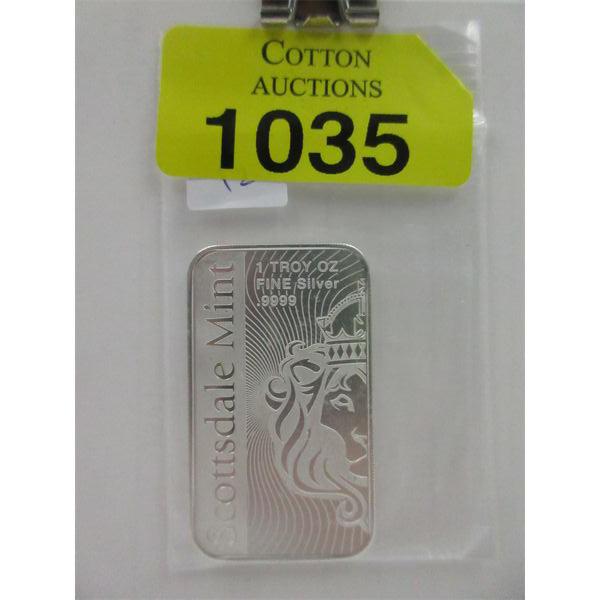 COTTON
AUCTIONS
1035
1 TROY OZ
FINE Silver
.9999
Scottsdale Mint